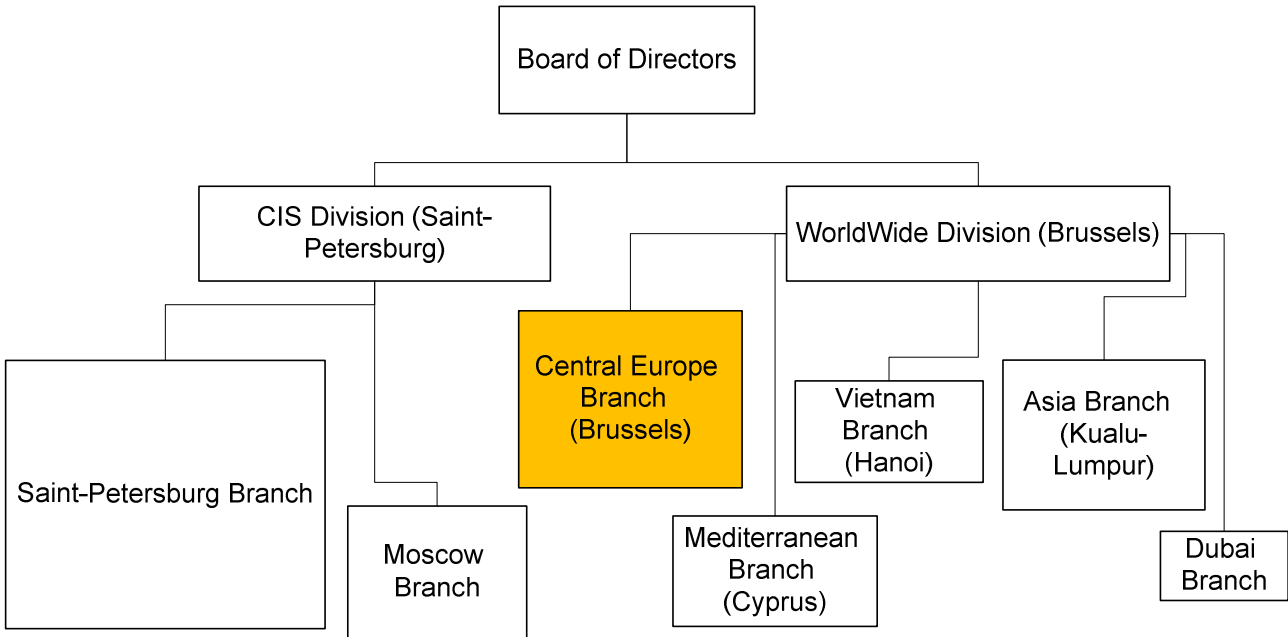 Board of Directors
CIS Division (Saint-
Petersburg)
WorldWide Division (Brussels)
Saint-Petersburg Branch
Moscow
Branch
Central Europe
Branch
(Brussels)
Mediterranean
Branch
(Cyprus)
Vietnam
Branch
(Hanoi)
Asia Branch
(Kualu-
Lumpur)
Dubai
Branch